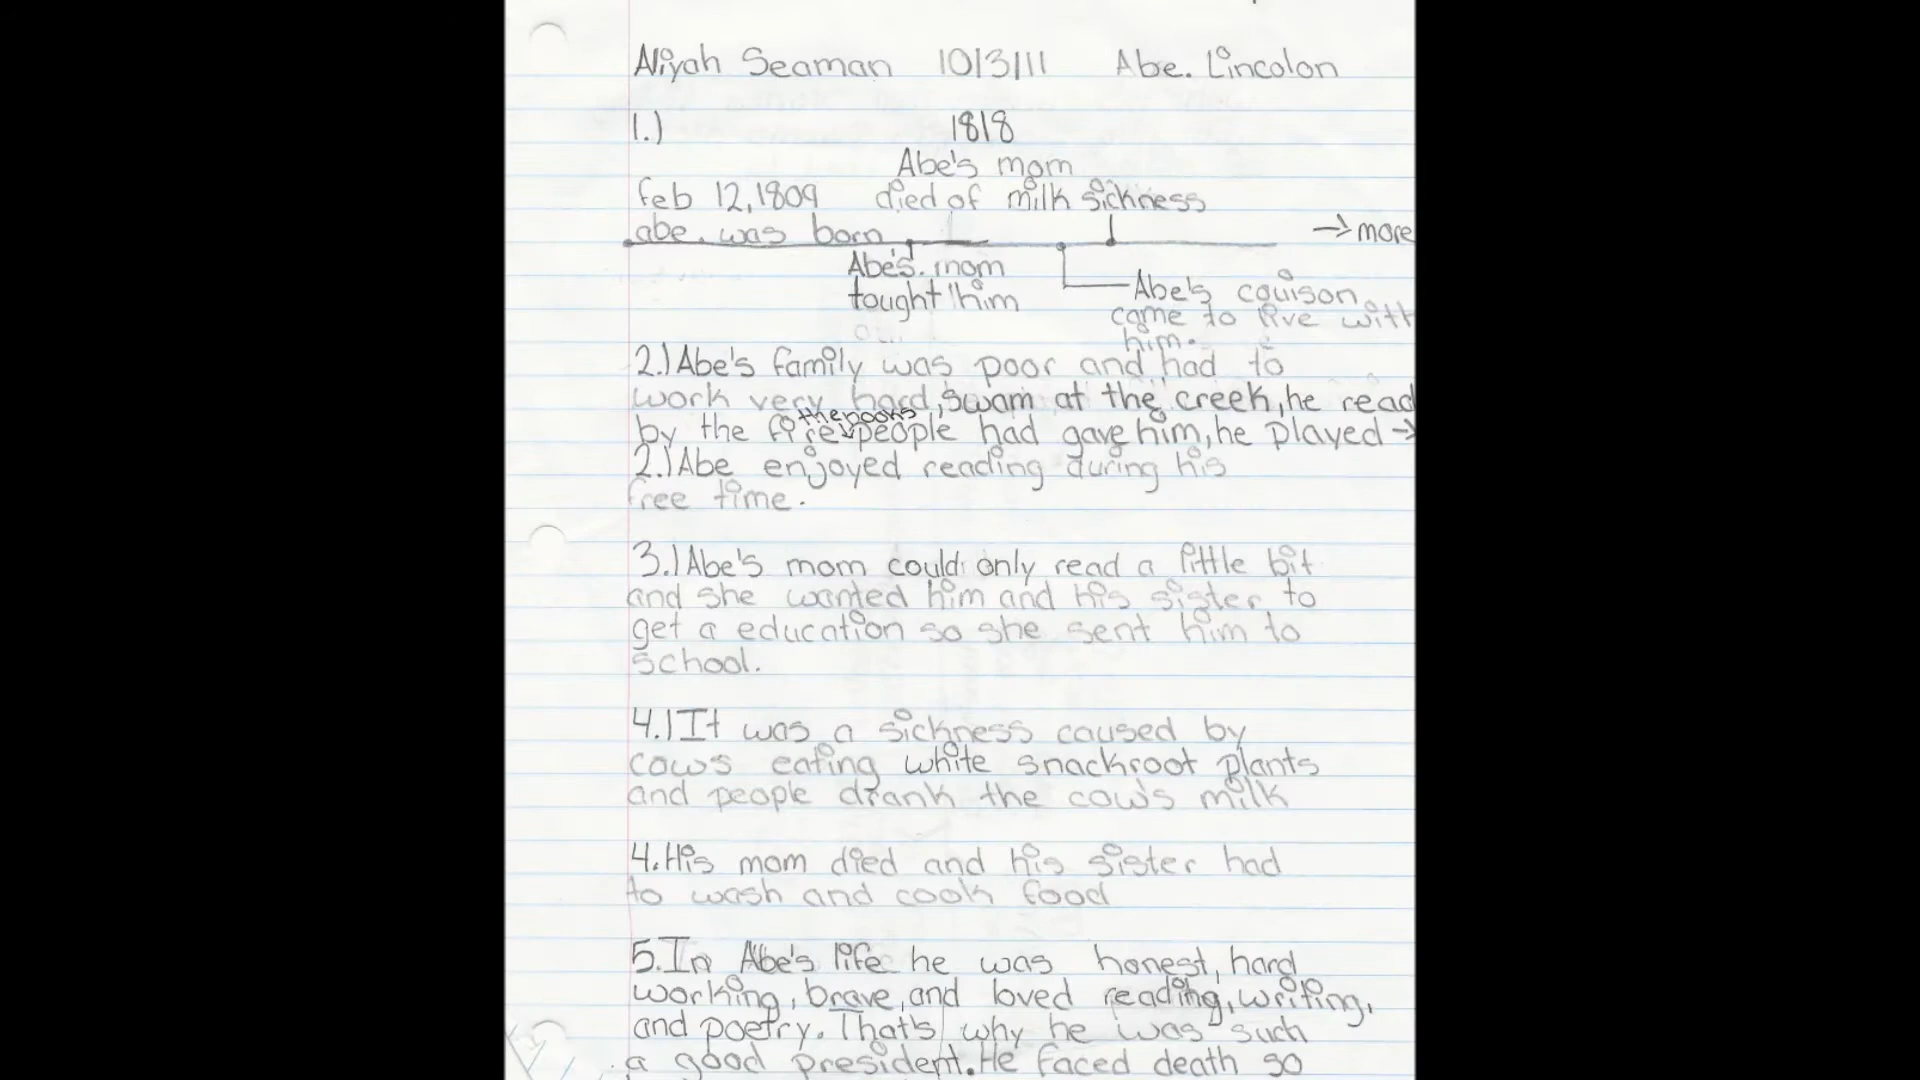 Aliyah Seaman 10/3/11 Abe. Lincolon
1.) 1818
Abe's mom
feb 12,1809 died of milk sickness
abe. was born
→more
Abe's. mom
tought him
Abe's couison
came to live with
him.
2.) Abe's family was poor and had to
work very hard, swam at the creek, he read
the books
by the fire people had gave him, he played →
2.) Abe enjoyed reading during his
free time.
3.) Abe's mom could only read a little bit
and she wanted him and his sister to
get a education so she sent him to
school.
4.) It was a sickness caused by
cows eating white snackroot plants
and people drank the cow's milk
4. His mom died and his sister had
to wash and cook food
5. In Abe's life he was honest, hard
working, brave, and loved reading, writing,
and poetry. That's why he was such
a good president. He faced death so